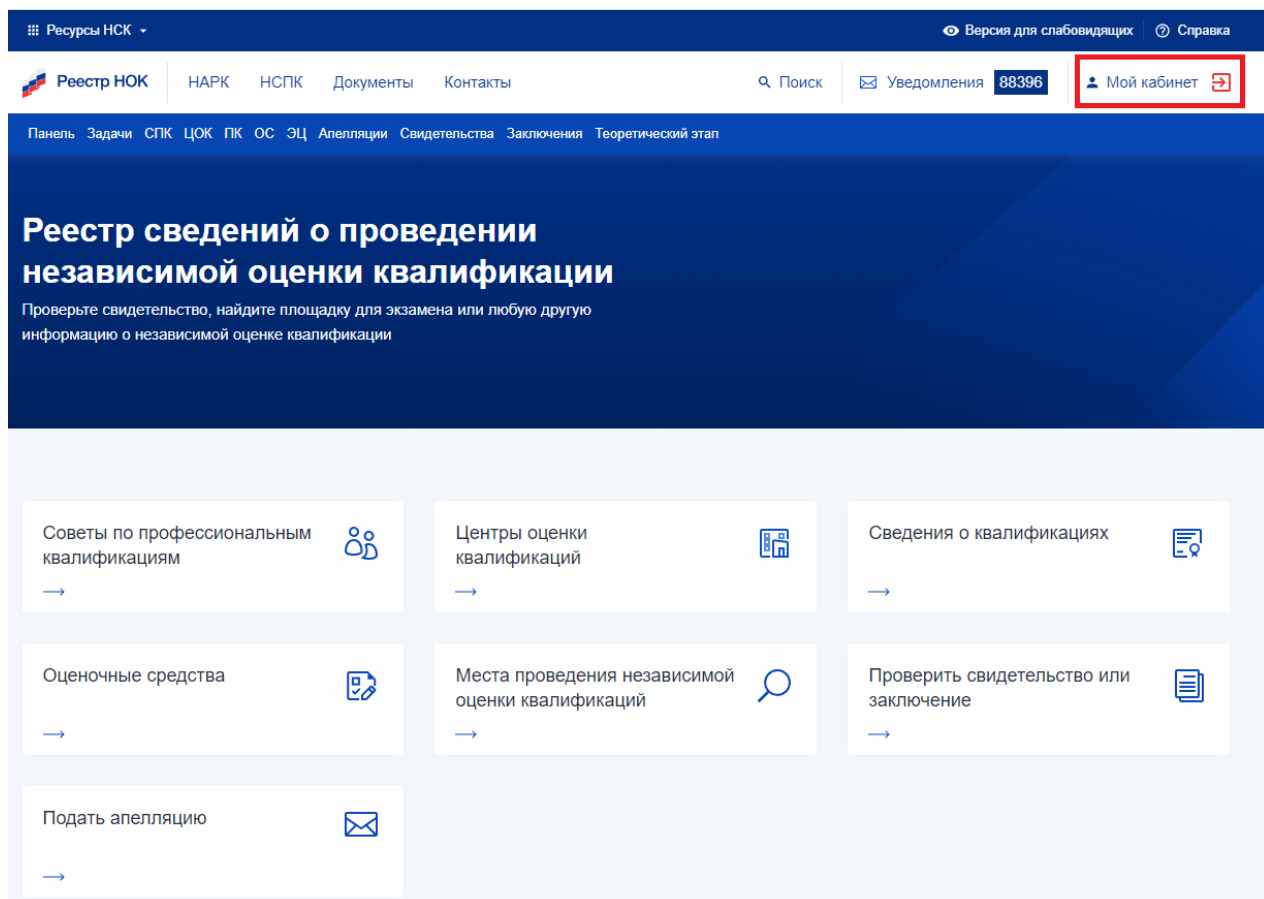 Ресурсы НСК
Версия для слабовидящих
Справка
Реестр НОК
НАРК
НСПК
Документы
Контакты
Поиск
Уведомления 88396
Мой кабинет
Панель Задачи СПК ЦОК ПК ОС ЭЦ Апелляции Свидетельства Заключения Теоретический этап
Реестр сведений о проведении
независимой оценки квалификации
Проверьте свидетельство, найдите площадку для экзамена или любую другую
информацию о независимой оценке квалификации
Советы по профессиональным
квалификациям
Центры оценки
квалификаций
Сведения о квалификациях
Оценочные средства
Места проведения независимой
оценки квалификаций
Проверить свидетельство или
заключение
Подать апелляцию